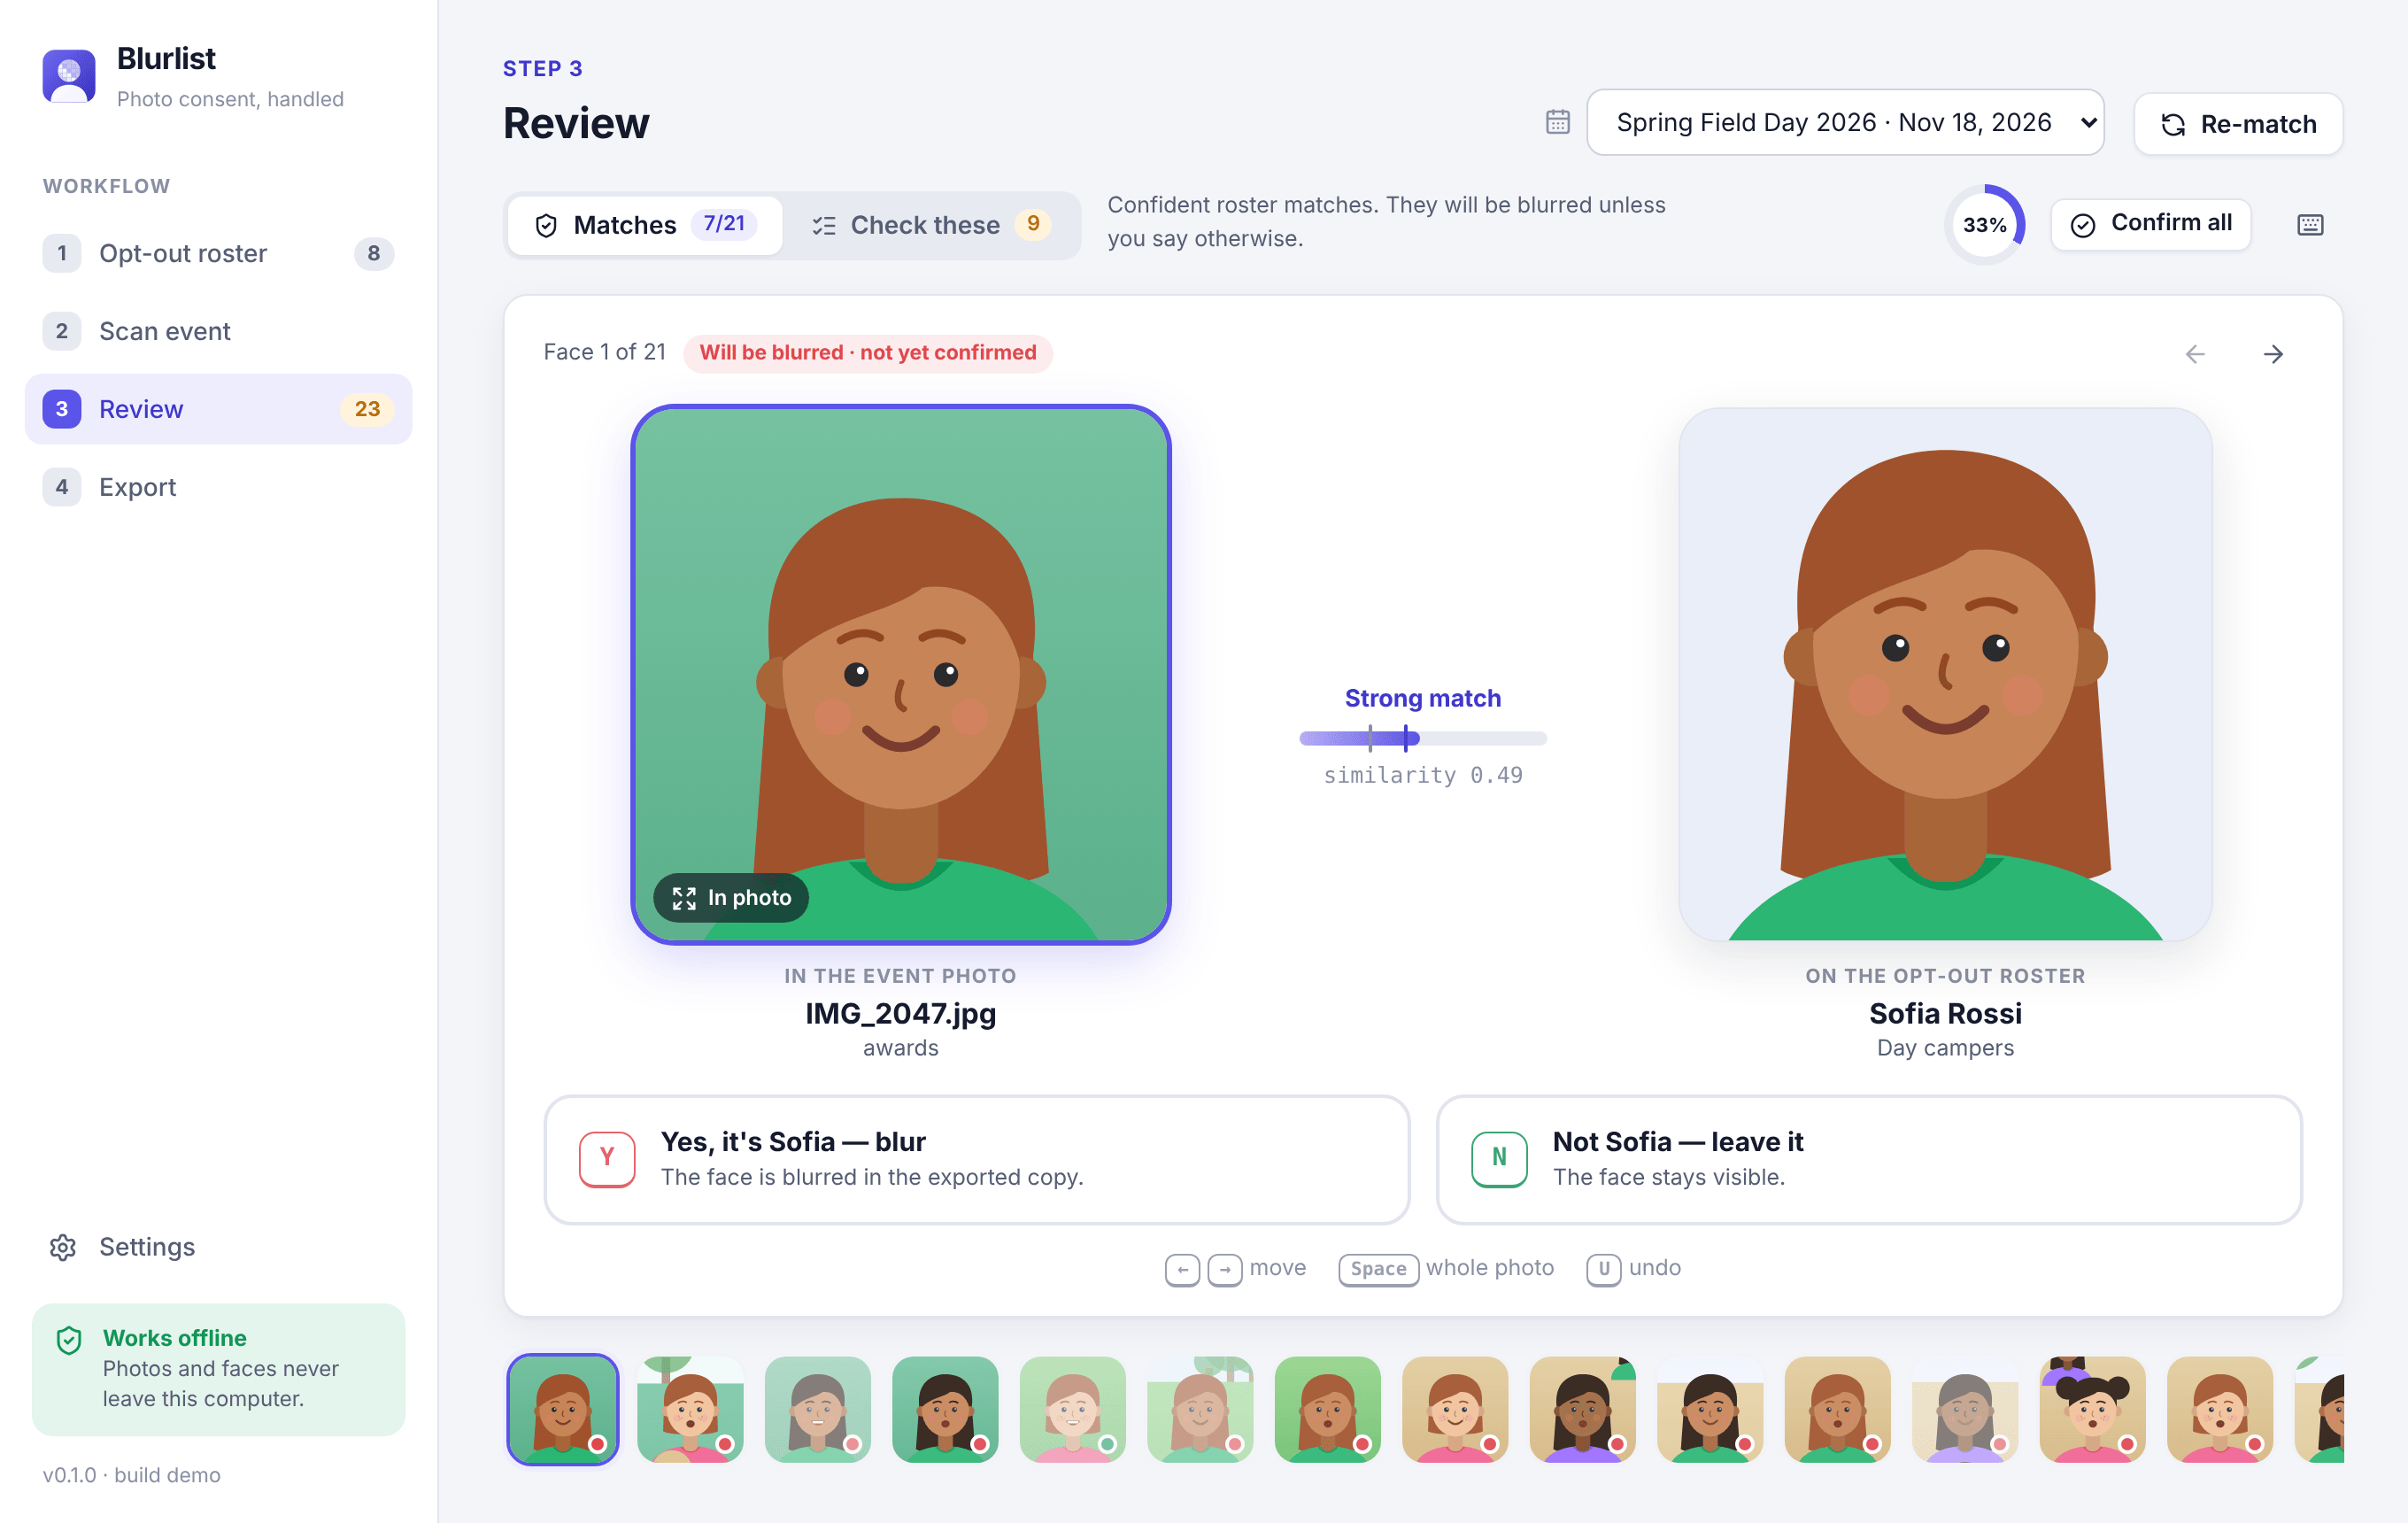 Blurlist
Photo consent, handled
WORKFLOW
1 Opt-out roster 8
2 Scan event
3 Review 23
4 Export
Settings
Works offline
Photos and faces never
leave this computer.
v0.1.0 · build demo
STEP 3
Review
Spring Field Day 2026 · Nov 18, 2026
Re-match
Matches 7/21
Check these 9
Confident roster matches. They will be blurred unless
you say otherwise.
33%
Confirm all
Face 1 of 21
Will be blurred · not yet confirmed
In photo
IN THE EVENT PHOTO
IMG_2047.jpg
awards
Strong match
similarity 0.49
ON THE OPT-OUT ROSTER
Sofia Rossi
Day campers
Y
Yes, it's Sofia — blur
The face is blurred in the exported copy.
N
Not Sofia — leave it
The face stays visible.
← → move Space whole photo U undo